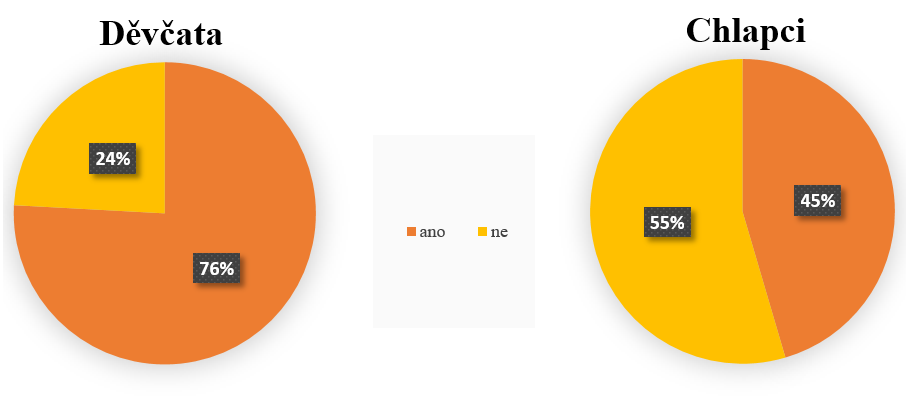 Děvčata
24%
76%
ano
ne
Chlapci
55%
45%